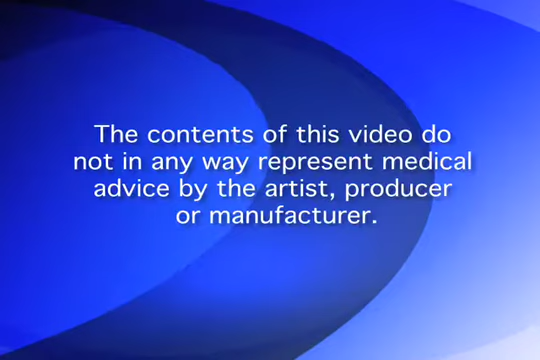 The contents of this video do
not in any way represent medical
advice by the artist, producer
or manufacturer.